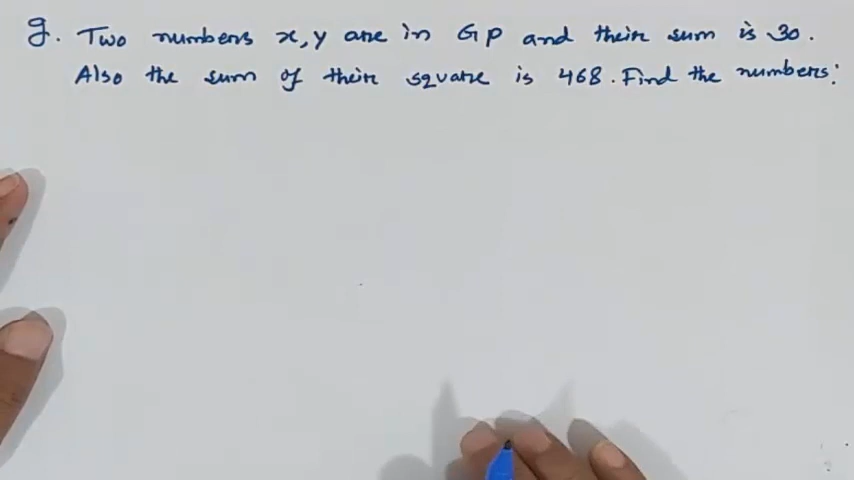 g. Two numbers x, y are in GP and their sum is 30.
Also the sum of their square is 468. Find the numbers: